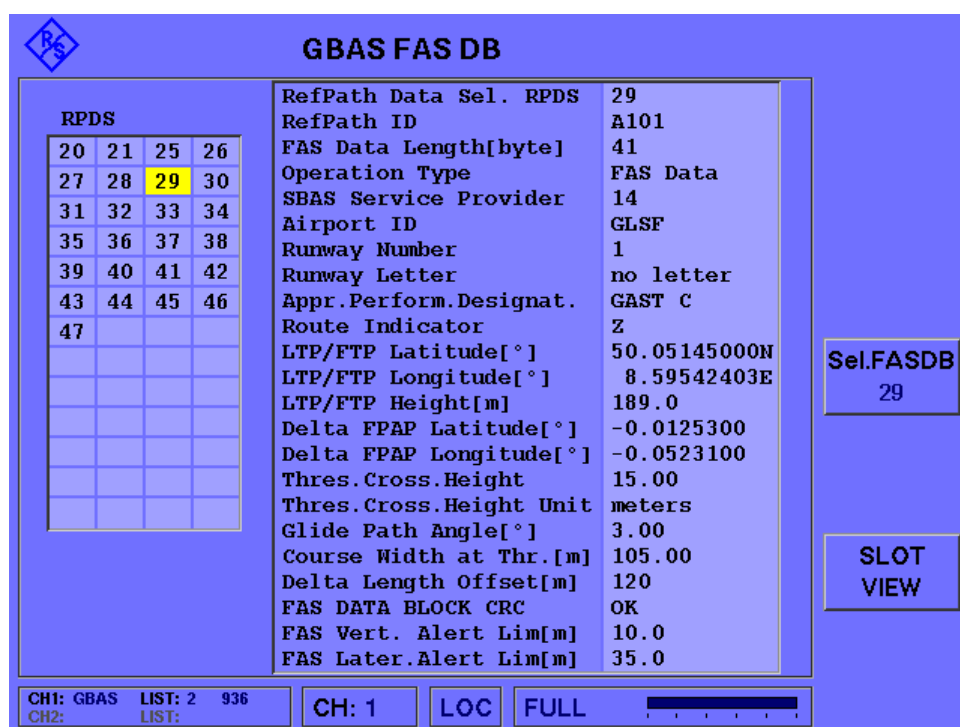 R&S
GBAS FAS DB
RPDS
20 21 25 26
27 28 29 30
31 32 33 34
35 36 37 38
39 40 41 42
43 44 45 46
47
RefPath Data Sel. RPDS 29
RefPath ID A101
FAS Data Length[byte] 41
Operation Type FAS Data
SBAS Service Provider 14
Airport ID GLSF
Runway Number 1
Runway Letter no letter
Appr.Perform.Designat. GAST C
Route Indicator Z
LTP/FTP Latitude[°] 50.05145000N
LTP/FTP Longitude[°] 8.59542403E
LTP/FTP Height[m] 189.0
Delta FPAP Latitude[°] -0.0125300
Delta FPAP Longitude[°] -0.0523100
Thres.Cross.Height 15.00
Thres.Cross.Height Unit meters
Glide Path Angle[°] 3.00
Course Width at Thr.[m] 105.00
Delta Length Offset[m] 120
FAS DATA BLOCK CRC OK
FAS Vert. Alert Lim[m] 10.0
FAS Later.Alert Lim[m] 35.0
Sel.FASDB
29
SLOT
VIEW
CH1: GBAS LIST: 2 936
CH2: LIST:
CH: 1
LOC
FULL